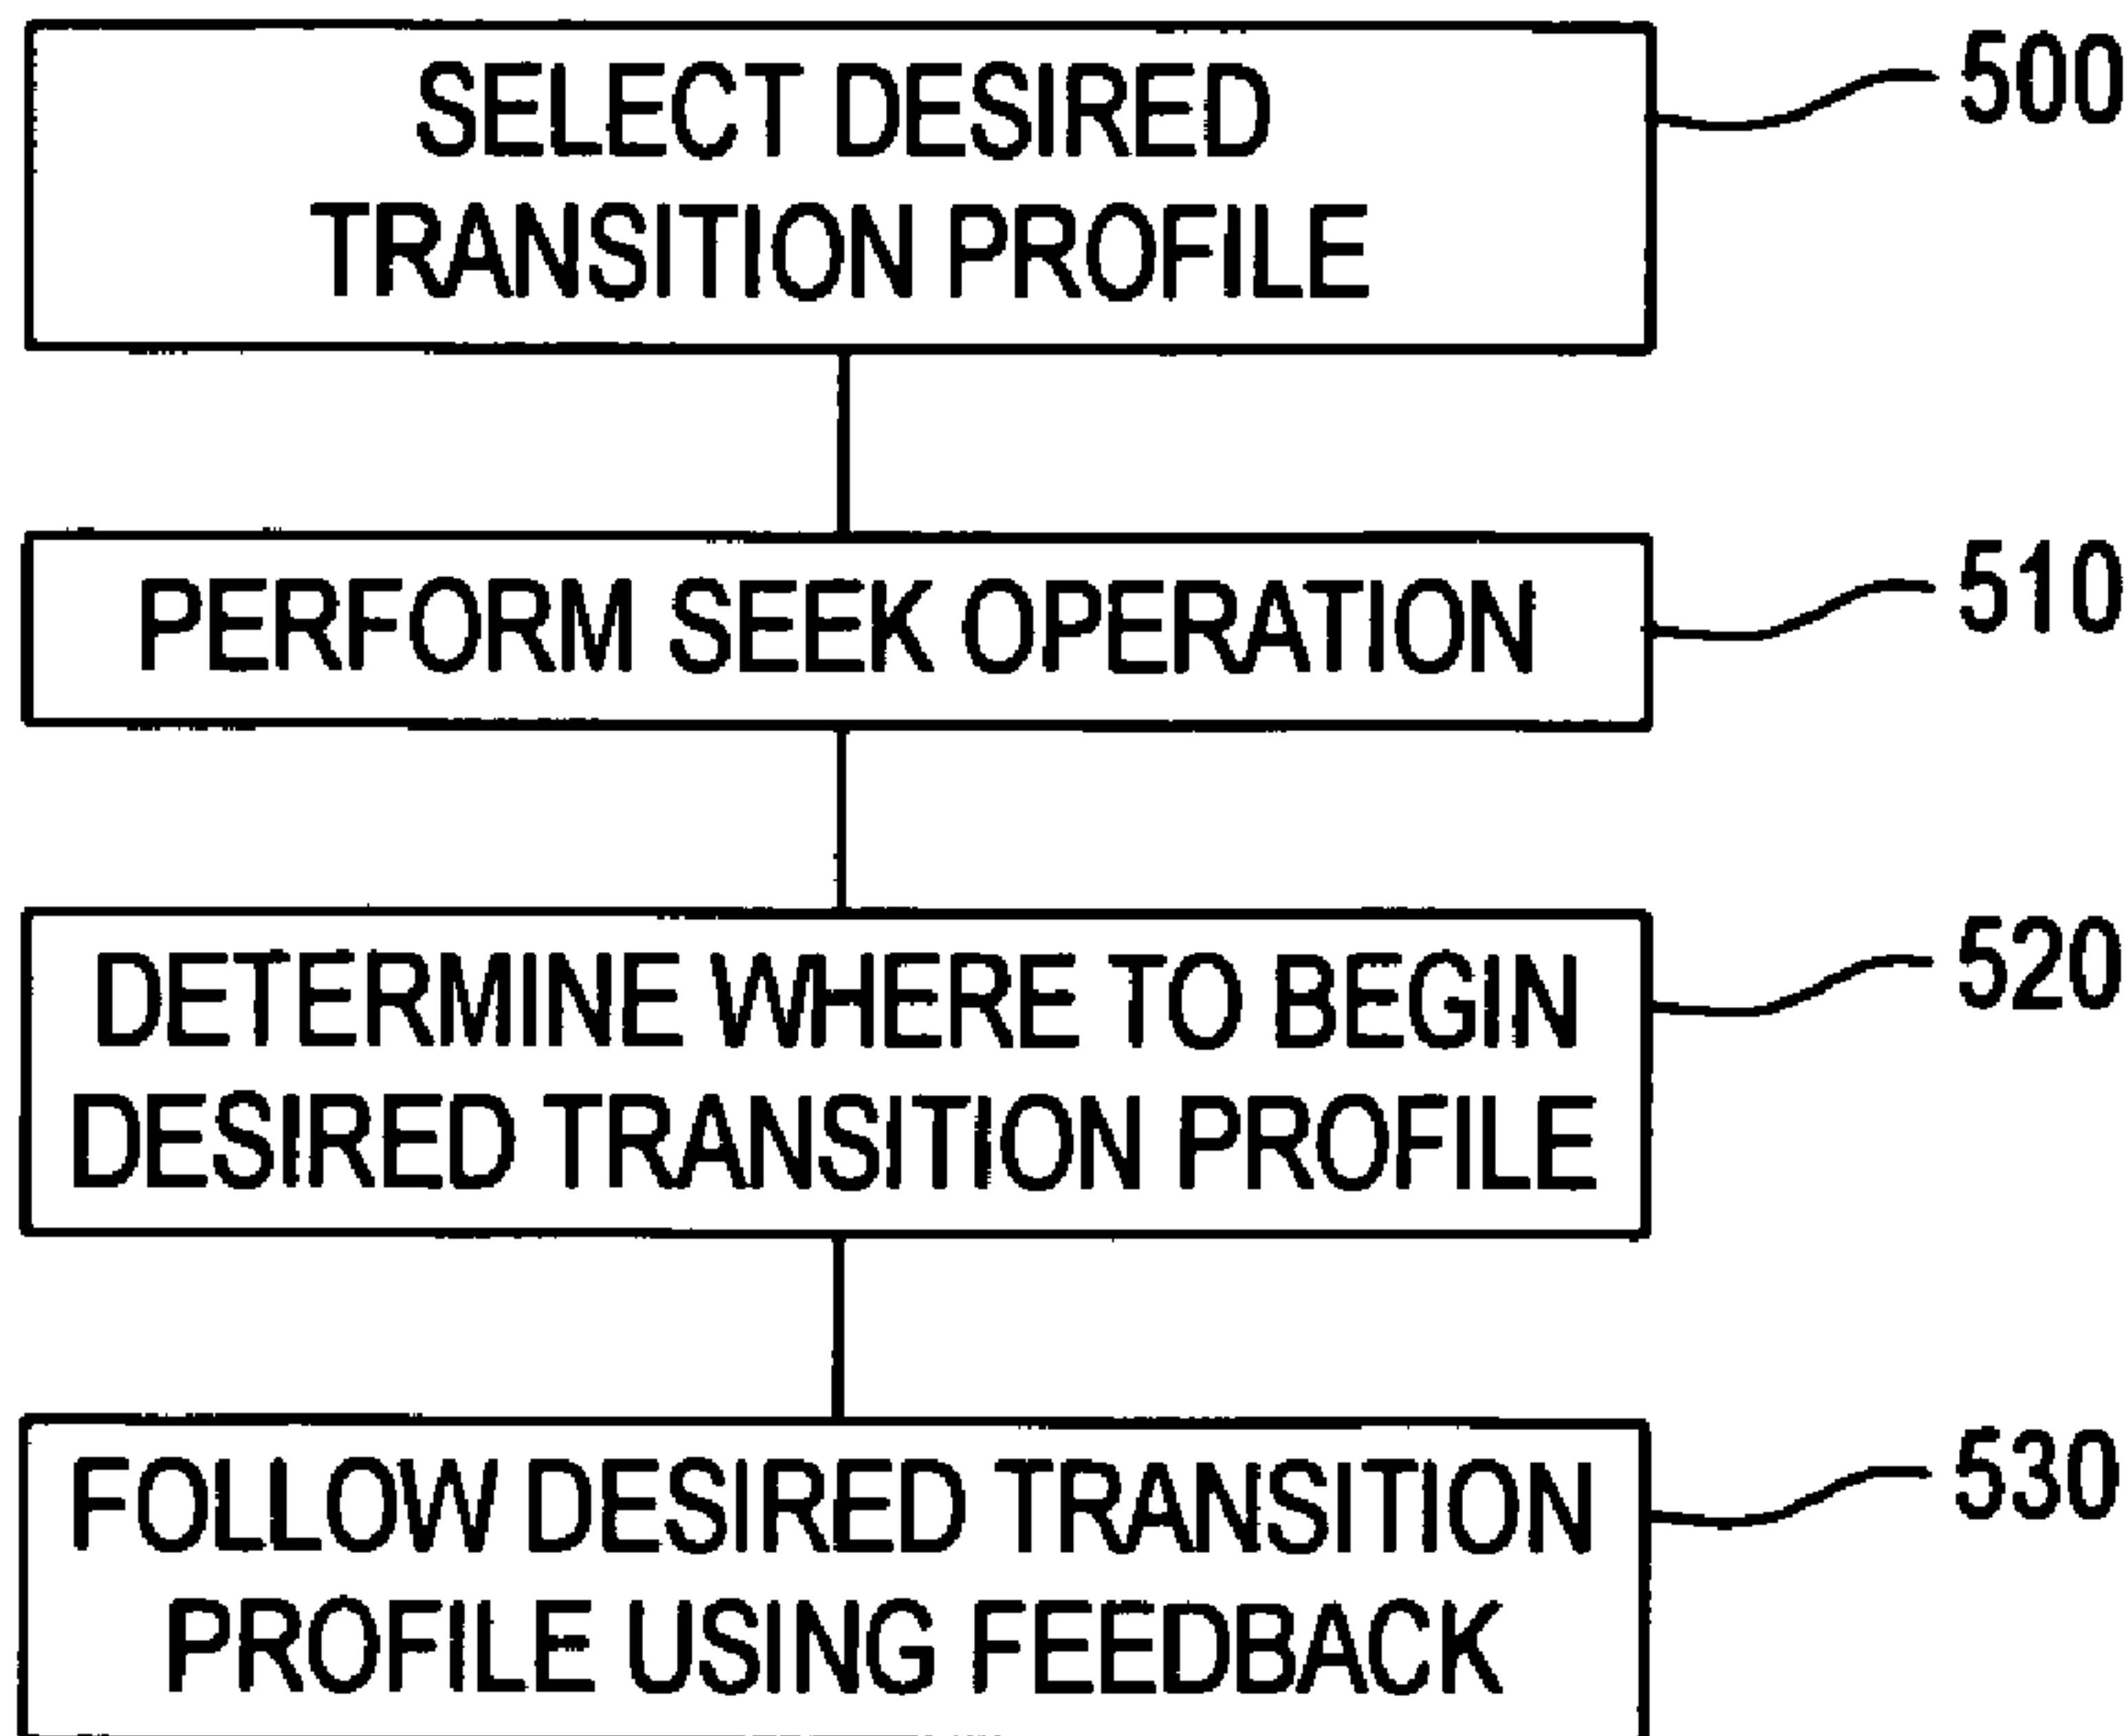 SELECT DESIRED
TRANSITION PROFILE
500
PERFORM SEEK OPERATION
510
DETERMINE WHERE TO BEGIN
DESIRED TRANSITION PROFILE
520
FOLLOW DESIRED TRANSITION
PROFILE USING FEEDBACK
530